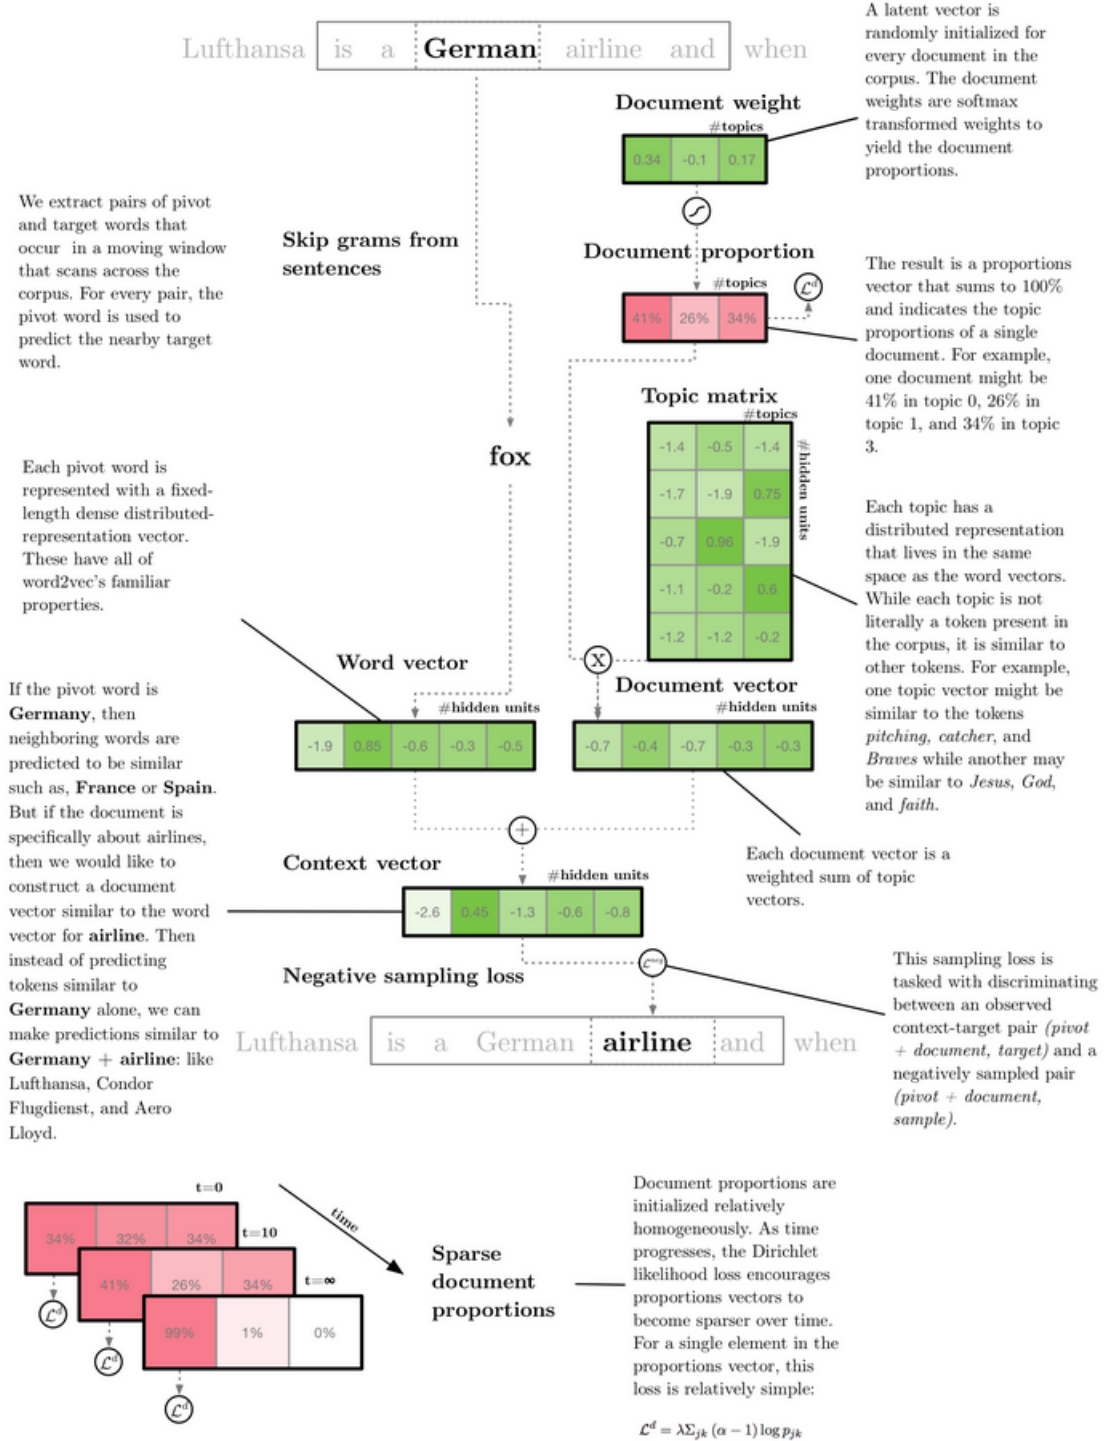 Lufthansa is a German airline and when
A latent vector is
randomly initialized for
every document in the
corpus. The document
weights are softmax
transformed weights to
yield the document
proportions.
Document weight
#topics
0.34 -0.1 0.17
We extract pairs of pivot
and target words that
occur in a moving window
that scans across the
corpus. For every pair, the
pivot word is used to
predict the nearby target
word.
Skip grams from
sentences
Document proportion
#topics
ℒᵈ
41% 26% 34%
The result is a proportions
vector that sums to 100%
and indicates the topic
proportions of a single
document. For example,
one document might be
41% in topic 0, 26% in
topic 1, and 34% in topic
3.
Topic matrix
#topics
#hidden units
-1.4 -0.5 -1.4
-1.7 -1.9 0.75
-0.7 0.96 -1.9
-1.1 -0.2 0.6
-1.2 -1.2 -0.2
fox
Each pivot word is
represented with a fixed-
length dense distributed-
representation vector.
These have all of
word2vec's familiar
properties.
Each topic has a
distributed representation
that lives in the same
space as the word vectors.
While each topic is not
literally a token present in
the corpus, it is similar to
other tokens. For example,
one topic vector might be
similar to the tokens
pitching, catcher, and
Braves while another may
be similar to Jesus, God,
and faith.
X
Word vector
#hidden units
-1.9 0.85 -0.6 -0.3 -0.5
Document vector
#hidden units
-0.7 -0.4 -0.7 -0.3 -0.3
+
If the pivot word is
Germany, then
neighboring words are
predicted to be similar
such as, France or Spain.
But if the document is
specifically about airlines,
then we would like to
construct a document
vector similar to the word
vector for airline. Then
instead of predicting
tokens similar to
Germany alone, we can
make predictions similar to
Germany + airline: like
Lufthansa, Condor
Flugdienst, and Aero
Lloyd.
Each document vector is a
weighted sum of topic
vectors.
Context vector
#hidden units
-2.6 0.45 -1.3 -0.6 -0.8
Negative sampling loss
ℒⁿᵉᵍ
This sampling loss is
tasked with discriminating
between an observed
context-target pair (pivot
+ document, target) and a
negatively sampled pair
(pivot + document,
sample).
Lufthansa is a German airline and when
t=0
34% 32% 34%
t=10
41% 26% 34%
t=∞
99% 1% 0%
ℒᵈ
ℒᵈ
ℒᵈ
time
Sparse
document
proportions
Document proportions are
initialized relatively
homogeneously. As time
progresses, the Dirichlet
likelihood loss encourages
proportions vectors to
become sparser over time.
For a single element in the
proportions vector, this
loss is relatively simple:
ℒᵈ = λΣⱼₖ (α − 1) log pⱼₖ